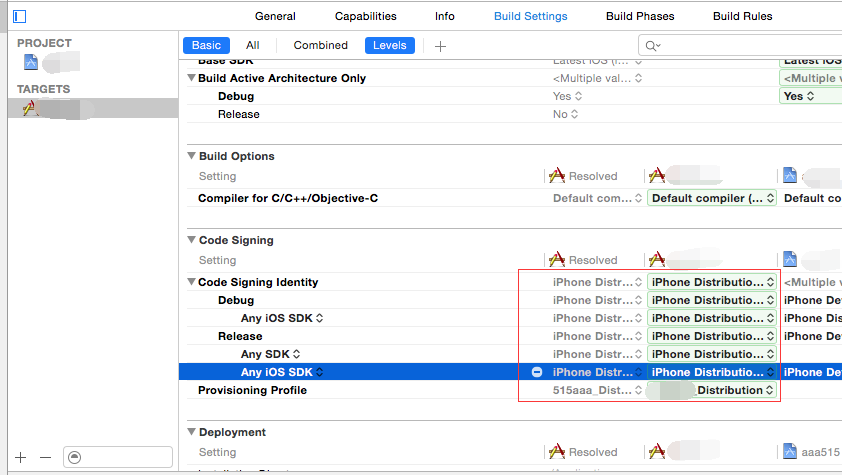 General Capabilities Info Build Settings Build Phases Build Rules
PROJECT
TARGETS
Basic All Combined Levels
Base SDK Latest iOS (i... Latest iOS
Build Active Architecture Only <Multiple val... <Multiple
Debug Yes Yes
Release No
Build Options
Setting Resolved
Compiler for C/C++/Objective-C Default com... Default compiler (... Default co
Code Signing
Setting Resolved
Code Signing Identity iPhone Distr... iPhone Distributio... <Multiple v
Debug iPhone Distr... iPhone Distributio... iPhone De
Any iOS SDK iPhone Distr... iPhone Distributio... iPhone Dis
Release iPhone Distr... iPhone Distributio... iPhone De
Any SDK iPhone Distr... iPhone Distributio...
Any iOS SDK iPhone Distr... iPhone Distributio... iPhone De
Provisioning Profile 515aaa_Dist... _Distribution
Deployment
Setting Resolved aaa515